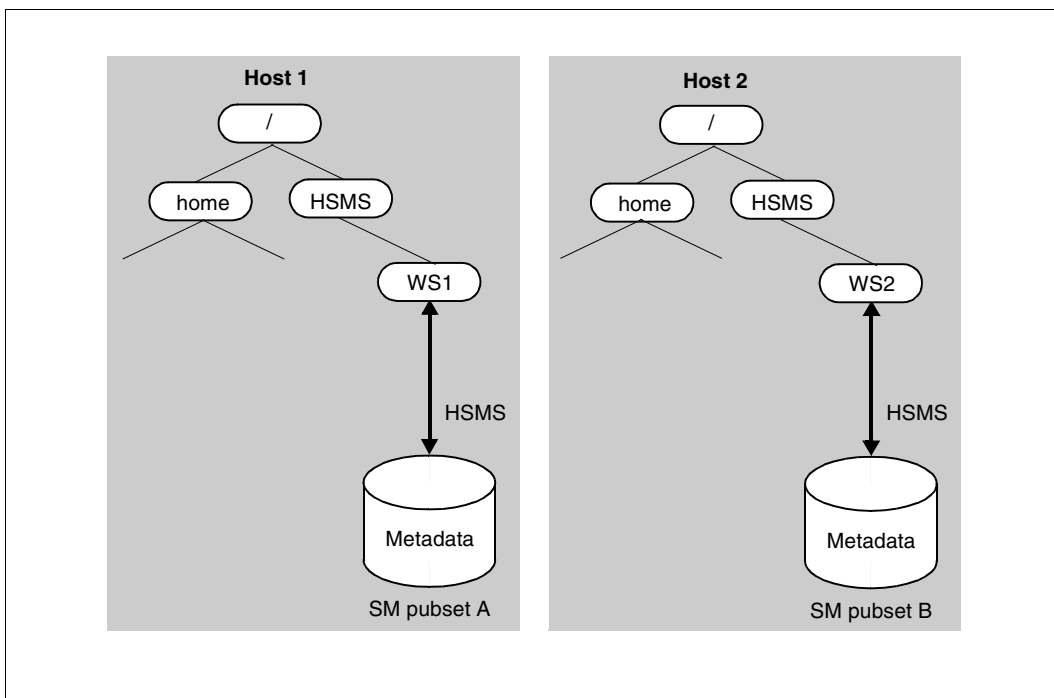 Host 1
/
home
HSMS
WS1
HSMS
Metadata
SM pubset A
Host 2
/
home
HSMS
WS2
HSMS
Metadata
SM pubset B